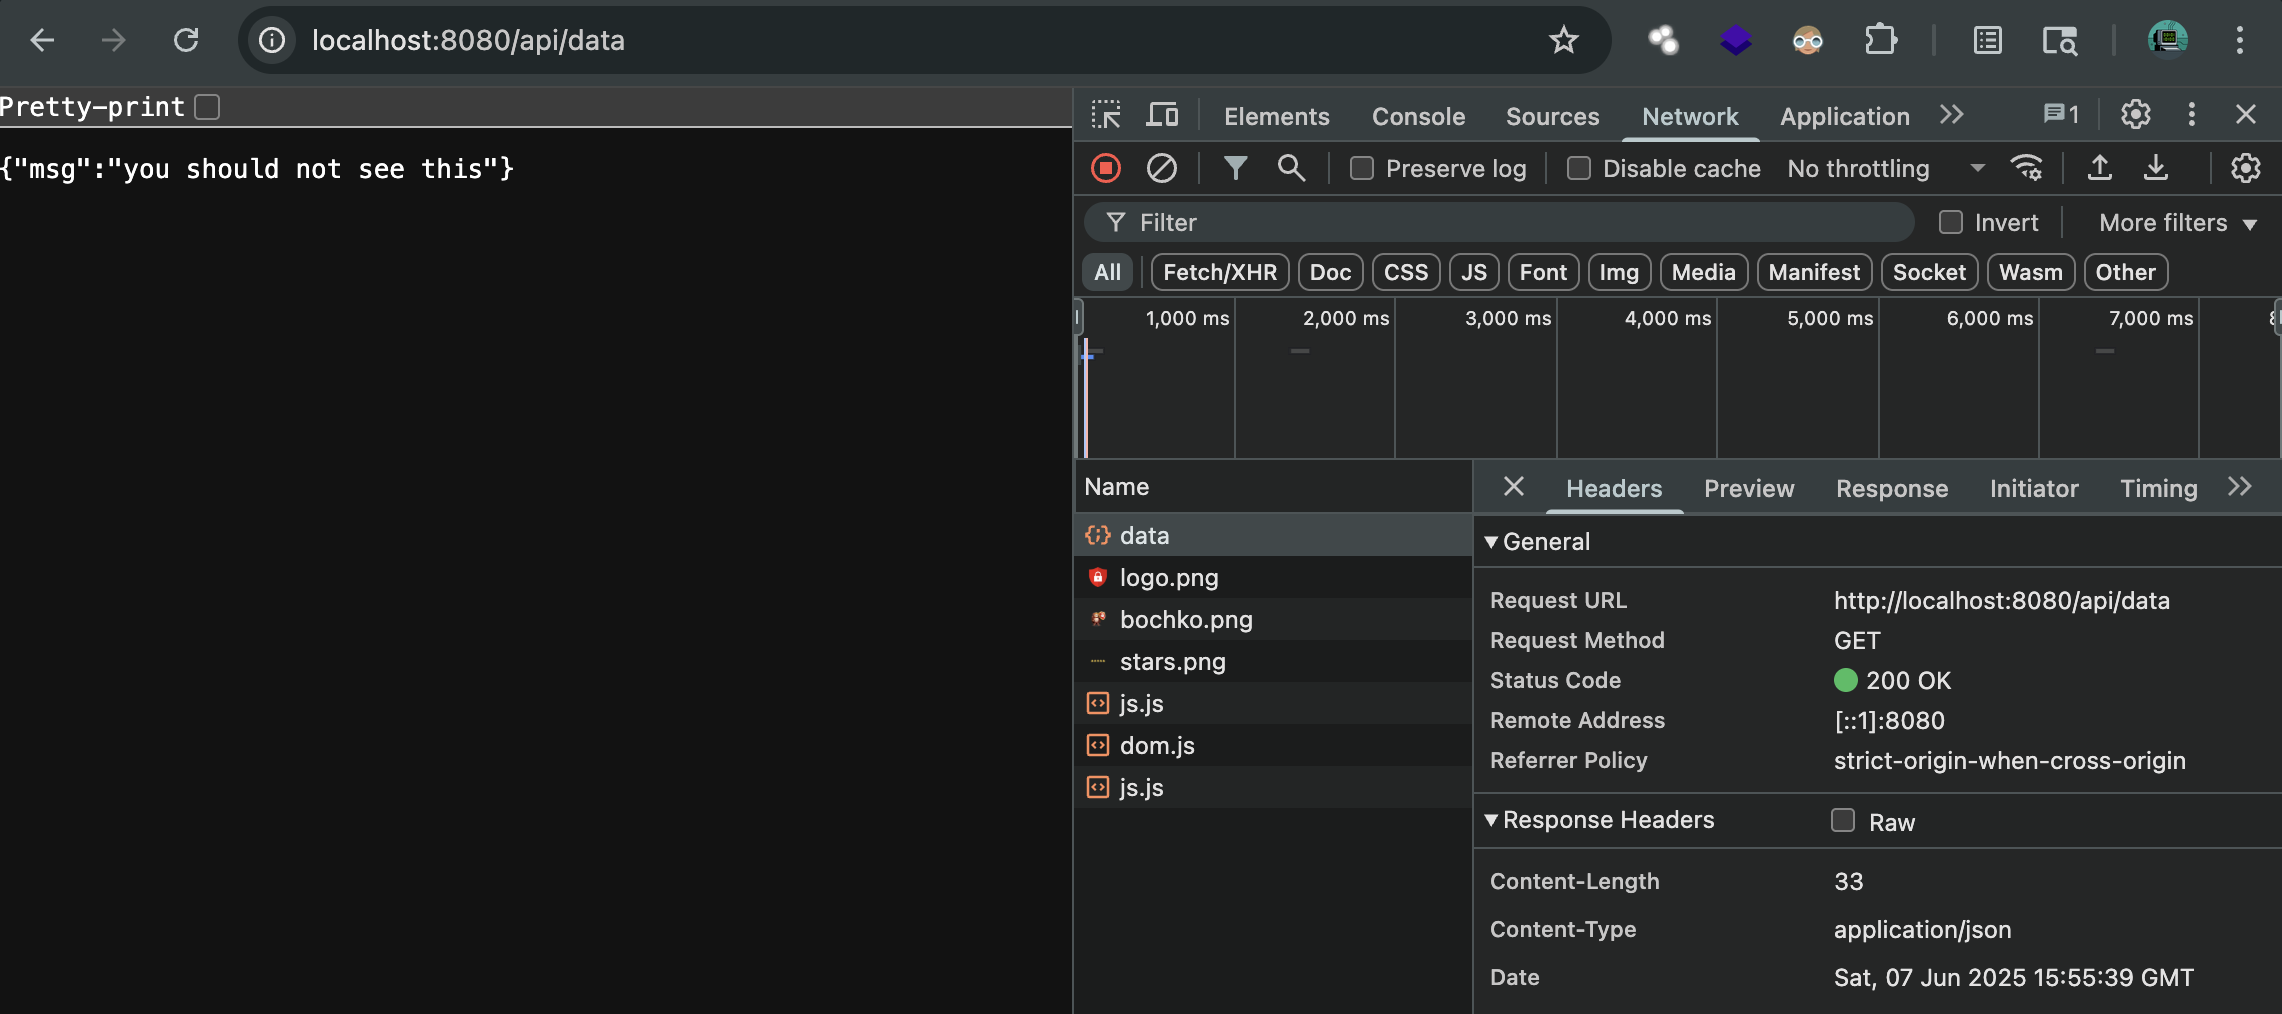 localhost:8080/api/data
Pretty-print
{"msg":"you should not see this"}
Elements Console Sources Network Application 1
Preserve log Disable cache No throttling
Filter Invert More filters
All Fetch/XHR Doc CSS JS Font Img Media Manifest Socket Wasm Other
1,000 ms 2,000 ms 3,000 ms 4,000 ms 5,000 ms 6,000 ms 7,000 ms
Name
data
logo.png
bochko.png
stars.png
js.js
dom.js
js.js
Headers Preview Response Initiator Timing
General
Request URL http://localhost:8080/api/data
Request Method GET
Status Code 200 OK
Remote Address [::1]:8080
Referrer Policy strict-origin-when-cross-origin
Response Headers Raw
Content-Length 33
Content-Type application/json
Date Sat, 07 Jun 2025 15:55:39 GMT